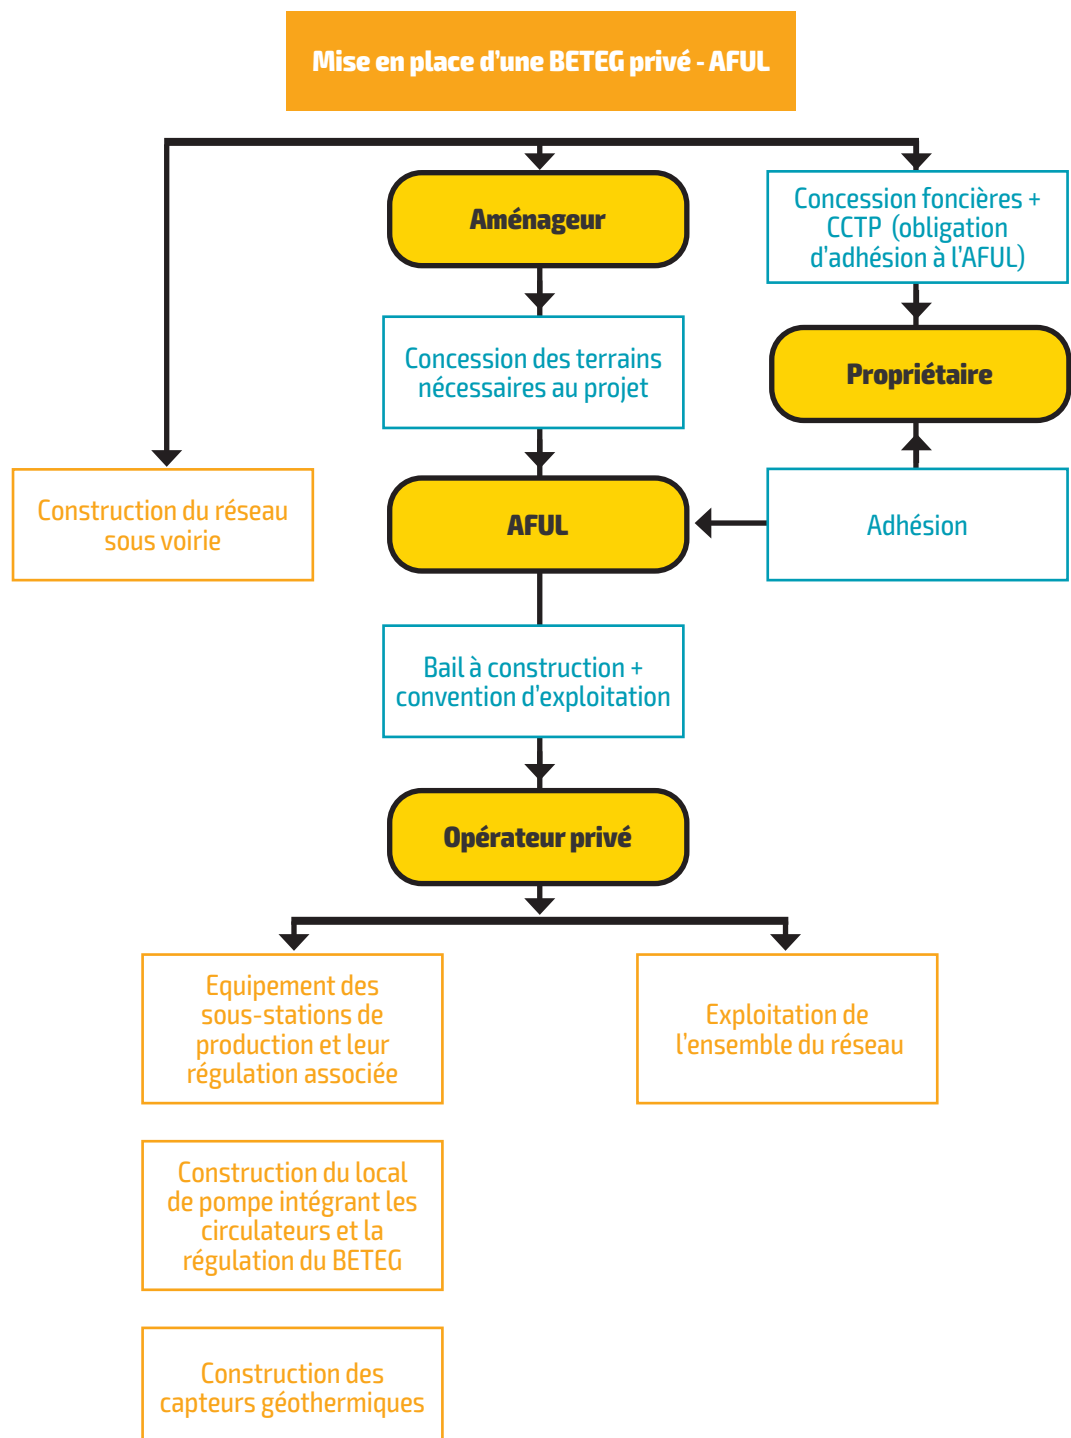 Mise en place d'une BETEG privé - AFUL
Aménageur
Concession foncières +
CCTP (obligation
d'adhésion à l'AFUL)
Concession des terrains
nécessaires au projet
Propriétaire
Construction du réseau
sous voirie
AFUL
Adhésion
Bail à construction +
convention d'exploitation
Opérateur privé
Equipement des
sous-stations de
production et leur
régulation associée
Exploitation de
l'ensemble du réseau
Construction du local
de pompe intégrant les
circulateurs et la
régulation du BETEG
Construction des
capteurs géothermiques